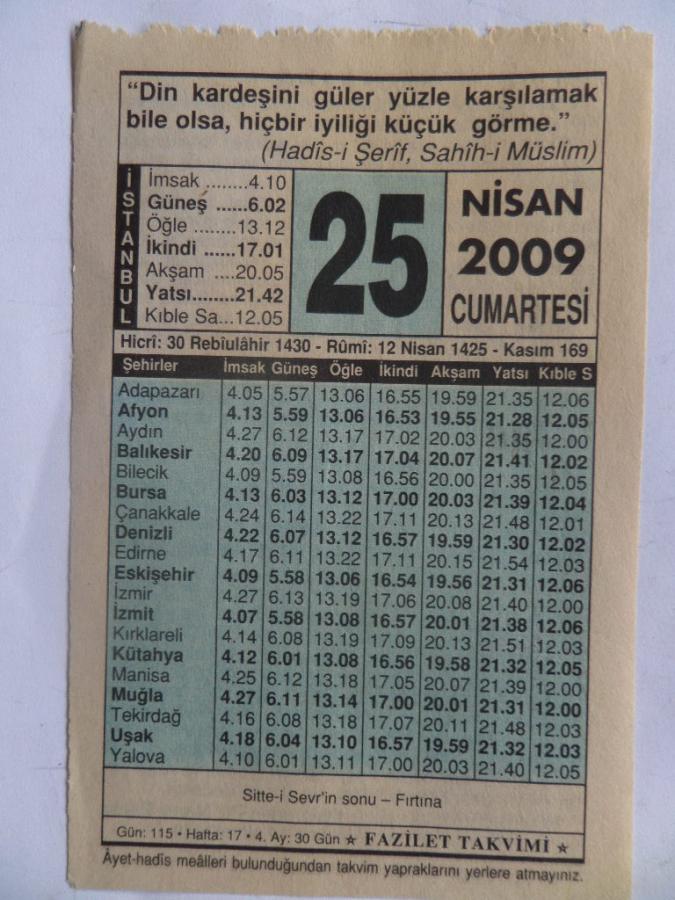 “Din kardeşini güler yüzle karşılamak
bile olsa, hiçbir iyiliği küçük görme.”
(Hadîs-i Şerîf, Sahîh-i Müslim)
İSTANBUL
İmsak ........4.10
Güneş ......6.02
Öğle ........13.12
İkindi ......17.01
Akşam ....20.05
Yatsı........21.42
Kıble Sa...12.05
25
NİSAN
2009
CUMARTESİ
Hicrî: 30 Rebîulâhir 1430 - Rûmî: 12 Nisan 1425 - Kasım 169
Şehirler İmsak Güneş Öğle İkindi Akşam Yatsı Kıble S
Adapazarı 4.05 5.57 13.06 16.55 19.59 21.35 12.06
Afyon 4.13 5.59 13.06 16.53 19.55 21.28 12.05
Aydın 4.27 6.12 13.17 17.02 20.03 21.35 12.00
Balıkesir 4.20 6.09 13.17 17.04 20.07 21.41 12.02
Bilecik 4.09 5.59 13.08 16.56 20.00 21.35 12.05
Bursa 4.13 6.03 13.12 17.00 20.03 21.39 12.04
Çanakkale 4.24 6.14 13.22 17.11 20.13 21.48 12.01
Denizli 4.22 6.07 13.12 16.57 19.59 21.30 12.02
Edirne 4.17 6.11 13.22 17.11 20.15 21.54 12.03
Eskişehir 4.09 5.58 13.06 16.54 19.56 21.31 12.06
İzmir 4.27 6.13 13.19 17.06 20.08 21.40 12.00
İzmit 4.07 5.58 13.08 16.57 20.01 21.38 12.06
Kırklareli 4.14 6.08 13.19 17.09 20.13 21.51 12.03
Kütahya 4.12 6.01 13.08 16.56 19.58 21.32 12.05
Manisa 4.25 6.12 13.18 17.05 20.07 21.39 12.00
Muğla 4.27 6.11 13.14 17.00 20.01 21.31 12.00
Tekirdağ 4.16 6.08 13.18 17.07 20.11 21.48 12.03
Uşak 4.18 6.04 13.10 16.57 19.59 21.32 12.03
Yalova 4.10 6.01 13.11 17.00 20.03 21.40 12.05
Sitte-i Sevr'in sonu – Fırtına
Gün: 115 • Hafta: 17 • 4. Ay: 30 Gün ★ FAZİLET TAKVİMİ ★
Âyet-hadîs meâlleri bulunduğundan takvim yapraklarını yerlere atmayınız.